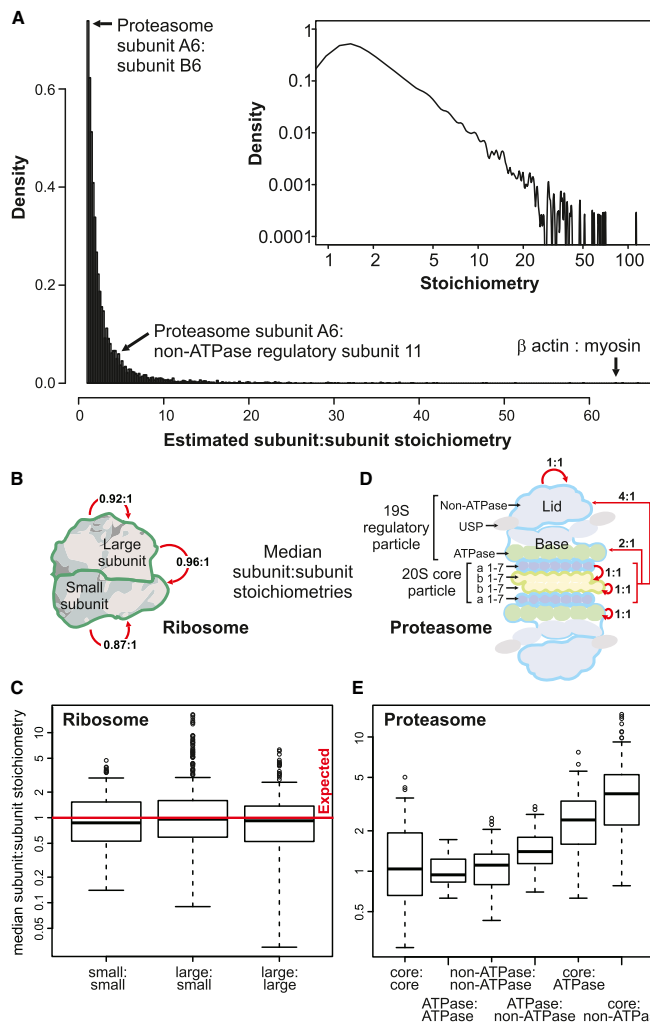 A
Proteasome
subunit A6:
subunit B6
Density
0.6
0.4
0.2
0.0
Proteasome subunit A6:
non-ATPase regulatory subunit 11
β actin : myosin
0 10 20 30 40 50 60
Estimated subunit:subunit stoichiometry
Density
1
0.1
0.01
0.001
0.0001
1 2 5 10 20 50 100
Stoichiometry
B
0.92:1
Large
subunit
0.96:1
Small
subunit
0.87:1
Ribosome
Median
subunit:subunit
stoichiometries
D
1:1
4:1
19S
regulatory
particle
Non-ATPase
Lid
USP
Base
2:1
ATPase
20S core
particle
a 1-7
b 1-7
b 1-7
a 1-7
1:1
1:1
1:1
Proteasome
C
Ribosome
Expected
median subunit:subunit stoichiometry
10
5
2
1
0.5
0.2
0.1
0.05
small:
small
large:
small
large:
large
E
Proteasome
10
5
2
1
0.5
core:
core
ATPase:
ATPase
non-ATPase:
non-ATPase
ATPase:
non-ATPase
core:
ATPase
core:
non-ATPa